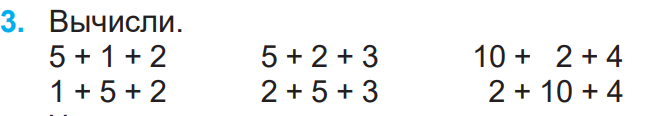 3. Вычисли.
5 + 1 + 2 5 + 2 + 3 10 + 2 + 4
1 + 5 + 2 2 + 5 + 3 2 + 10 + 4